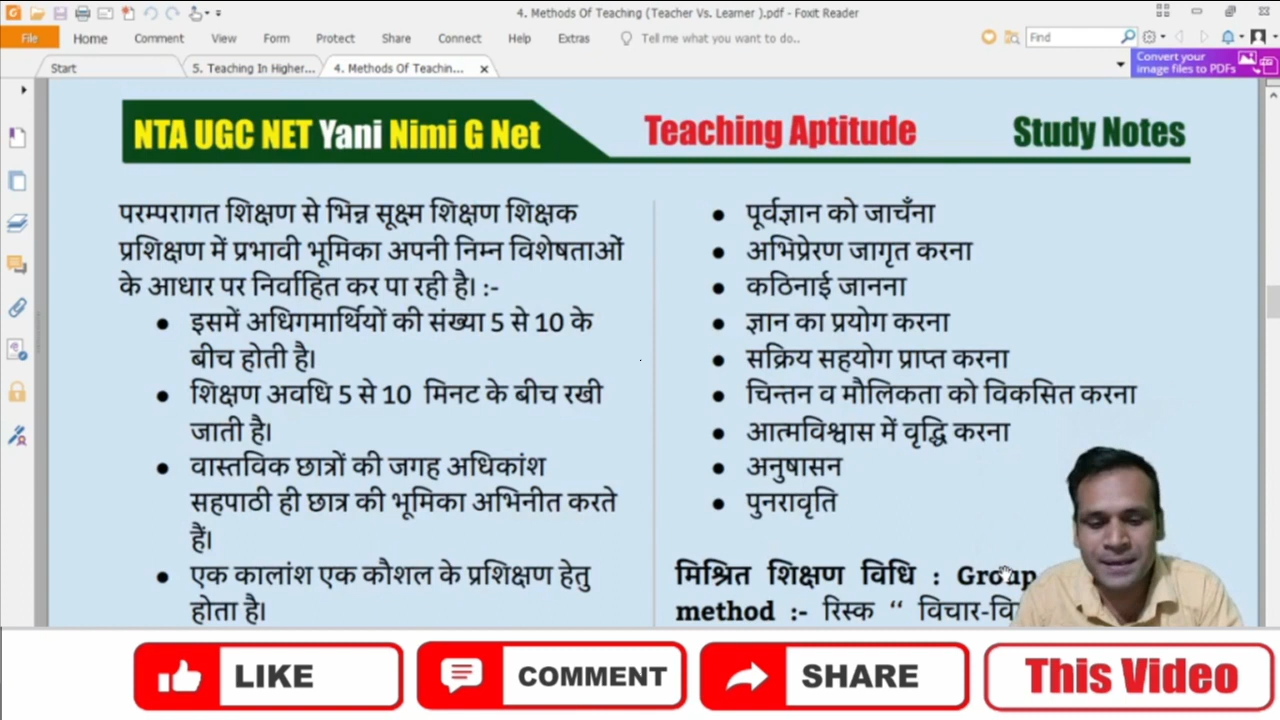 4. Methods Of Teaching (Teacher Vs. Learner ).pdf - Foxit Reader
File Home Comment View Form Protect Share Connect Help Extras Tell me what you want to do.. Find
Start 5. Teaching In Higher... 4. Methods Of Teachin...
Convert your
image files to PDFs
NTA UGC NET Yani Nimi G Net Teaching Aptitude Study Notes
परम्परागत शिक्षण से भिन्न सूक्ष्म शिक्षण शिक्षक
प्रशिक्षण में प्रभावी भूमिका अपनी निम्न विशेषताओं
के आधार पर निर्वाहित कर पा रही है। :-
● इसमें अधिगमार्थियों की संख्या 5 से 10 के
बीच होती है।
● शिक्षण अवधि 5 से 10 मिनट के बीच रखी
जाती है।
● वास्तविक छात्रों की जगह अधिकांश
सहपाठी ही छात्र की भूमिका अभिनीत करते
हैं।
● एक कालांश एक कौशल के प्रशिक्षण हेतु
होता है।
● पूर्वज्ञान को जाचँना
● अभिप्रेरण जागृत करना
● कठिनाई जानना
● ज्ञान का प्रयोग करना
● सक्रिय सहयोग प्राप्त करना
● चिन्तन व मौलिकता को विकसित करना
● आत्मविश्वास में वृद्धि करना
● अनुषासन
● पुनरावृति
मिश्रित शिक्षण विधि : Group
method :- रिस्क “ विचार-वि
LIKE COMMENT SHARE This Video